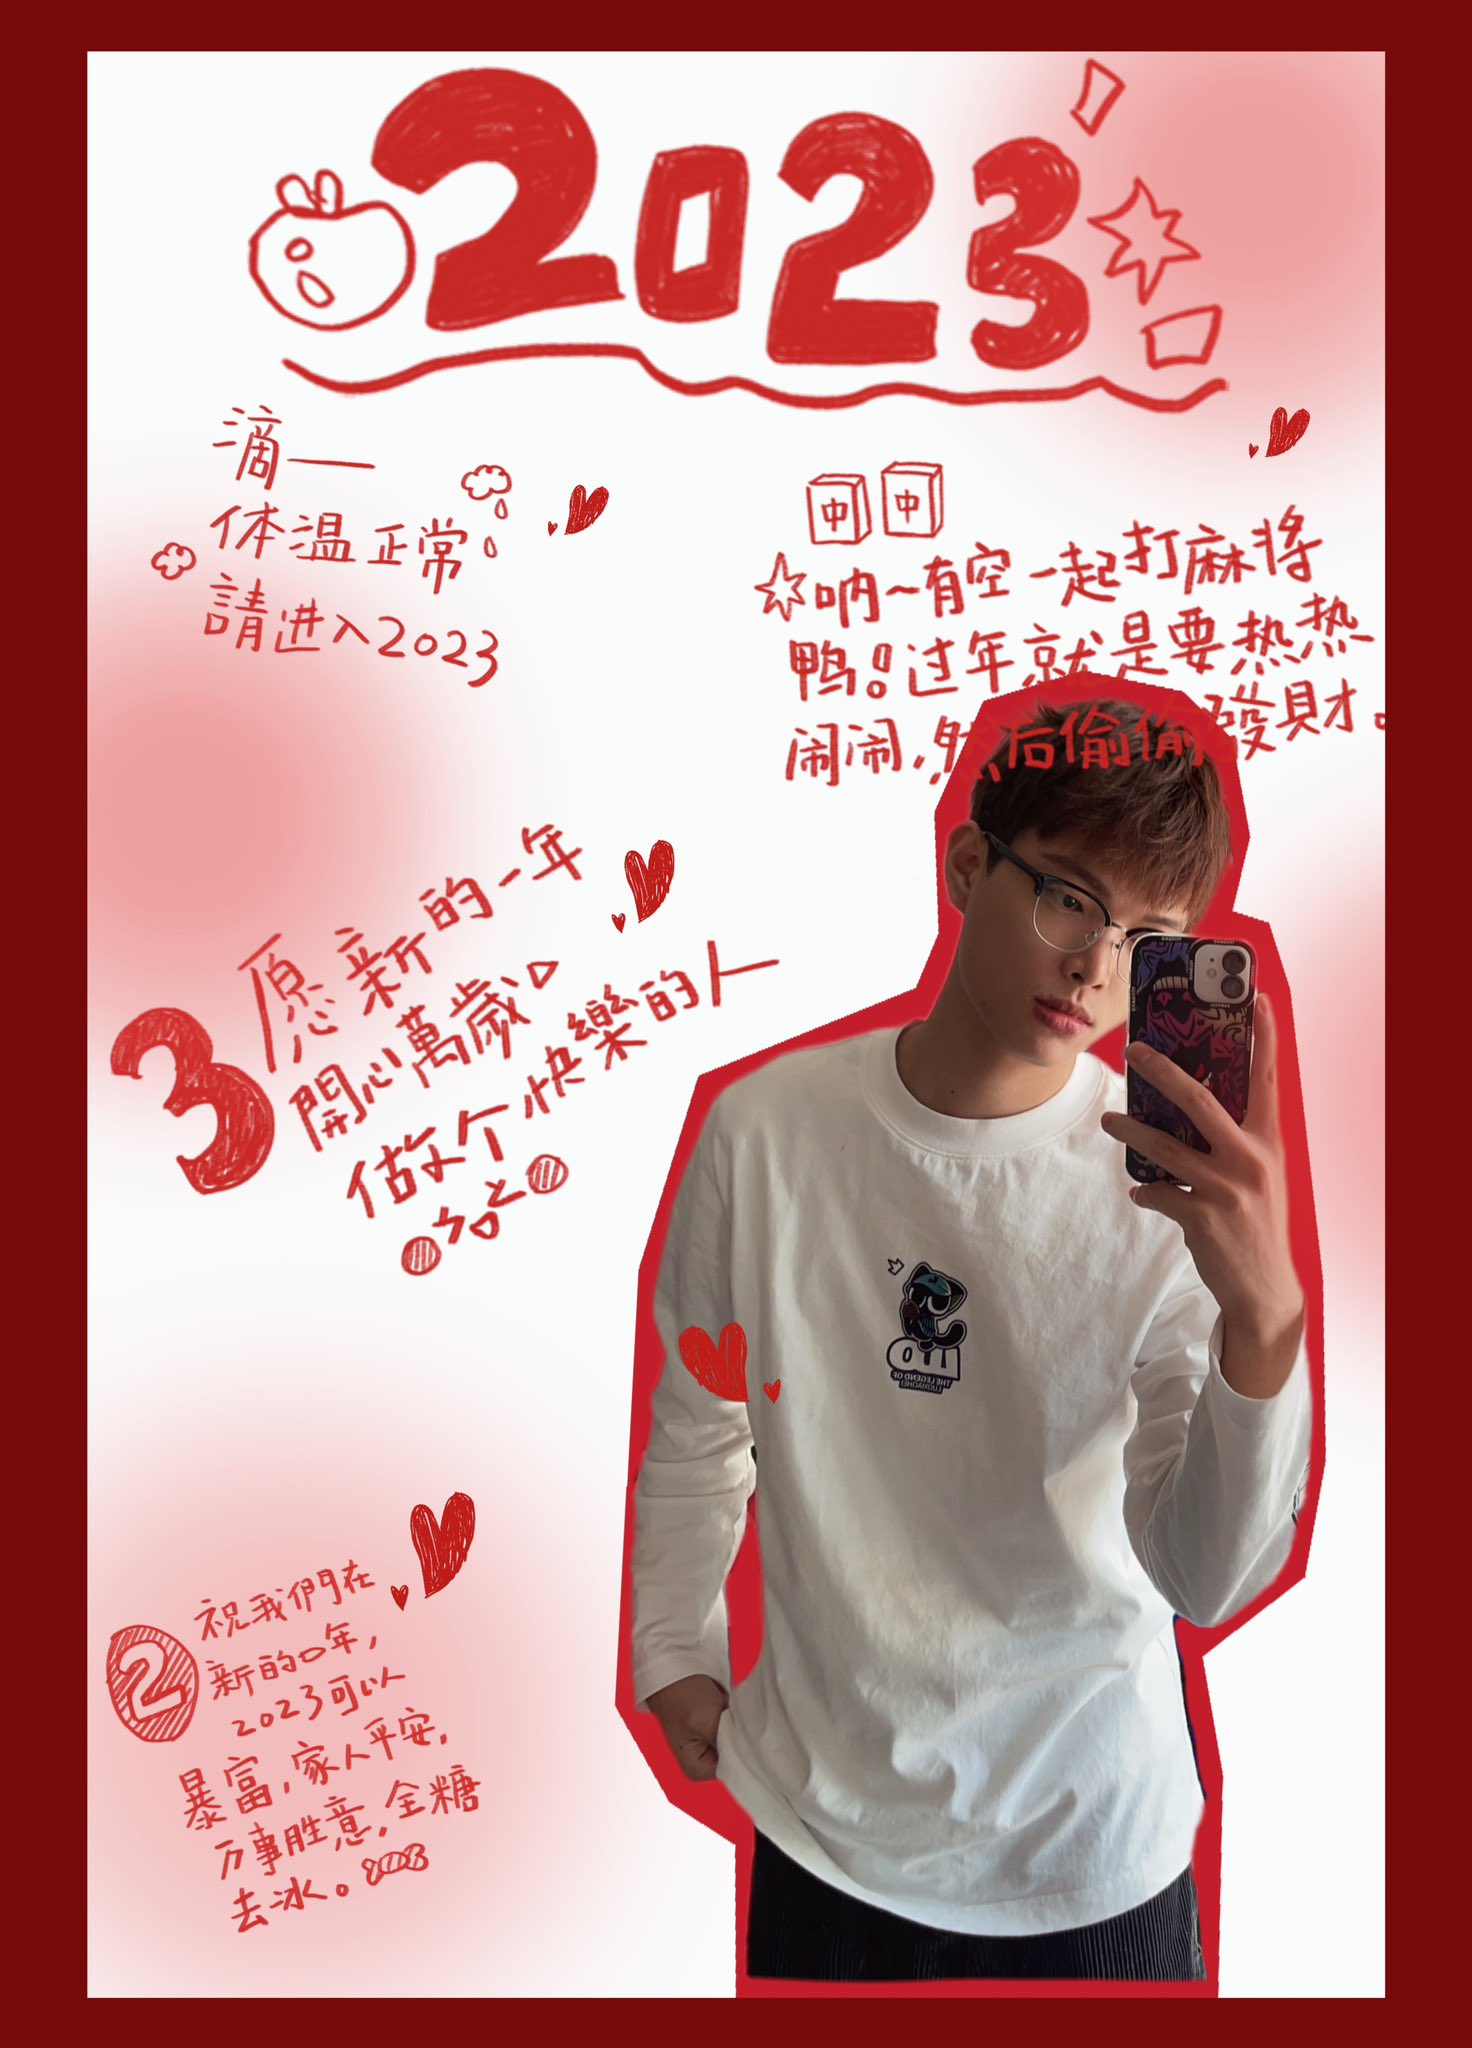 2023
滴——
体温正常
請进入2023
中 中
呐~有空一起打麻将
鸭!过年就是要热热
闹闹,然后偷偷發財。
3
愿新的一年
開心萬歲
做个快樂的人
2
祝我們在
新的年,
2023可以
暴富,家人平安,
万事胜意,全糖
去冰。
THE LEGEND OF
LUOXIAOHEI